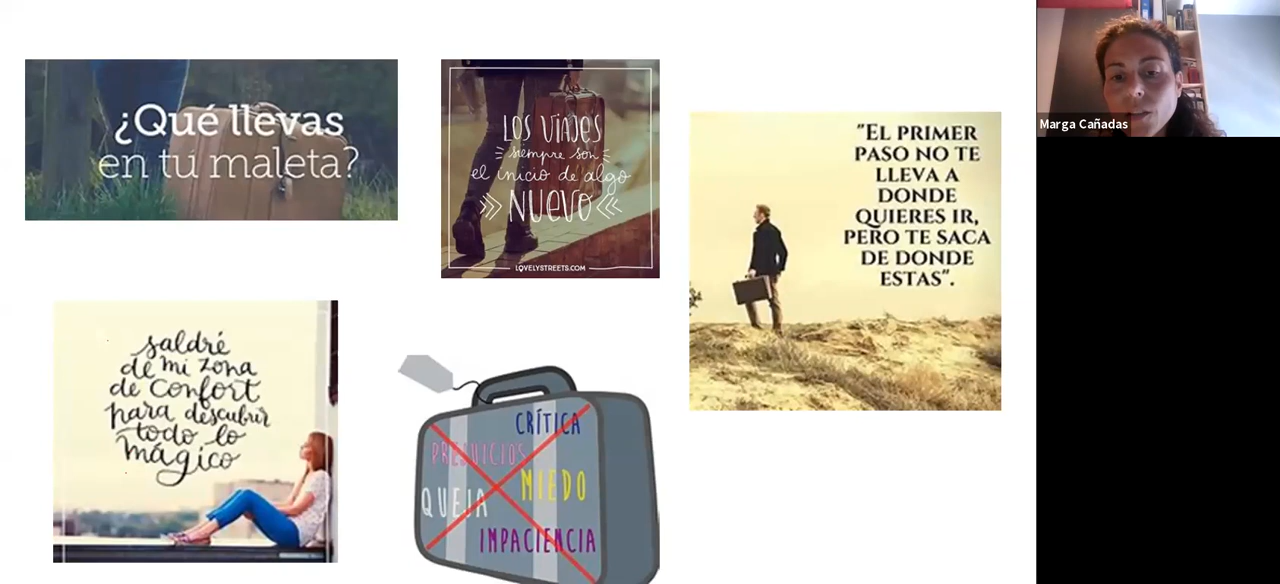 ¿Qué llevas
en tu maleta?
LOS VIAJES
siempre son
el inicio de algo
NUEVO
LOVELYSTREETS.COM
"EL PRIMER
PASO NO TE
LLEVA A
DONDE
QUIERES IR,
PERO TE SACA
DE DONDE
ESTAS".
Marga Cañadas
saldré
de mi zona
de confort
para descubrir
todo lo
mágico
CRÍTICA
PREJUICIOS
MIEDO
QUEJA
IMPACIENCIA